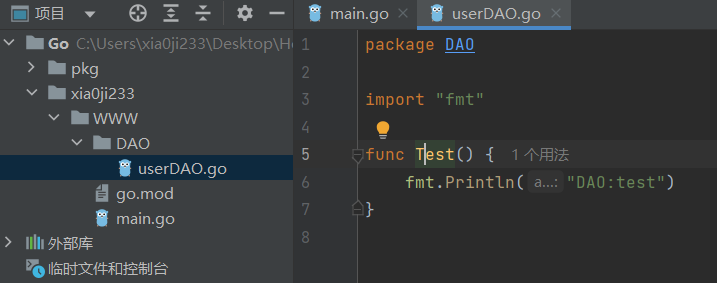 项目
main.go
userDAO.go
Go C:\Users\xia0ji233\Desktop\H
pkg
xia0ji233
WWW
DAO
userDAO.go
go.mod
main.go
外部库
临时文件和控制台
1 package DAO
2
3 import "fmt"
4
5 func Test() { 1 个用法
6 fmt.Println( a...: "DAO:test")
7 }
8